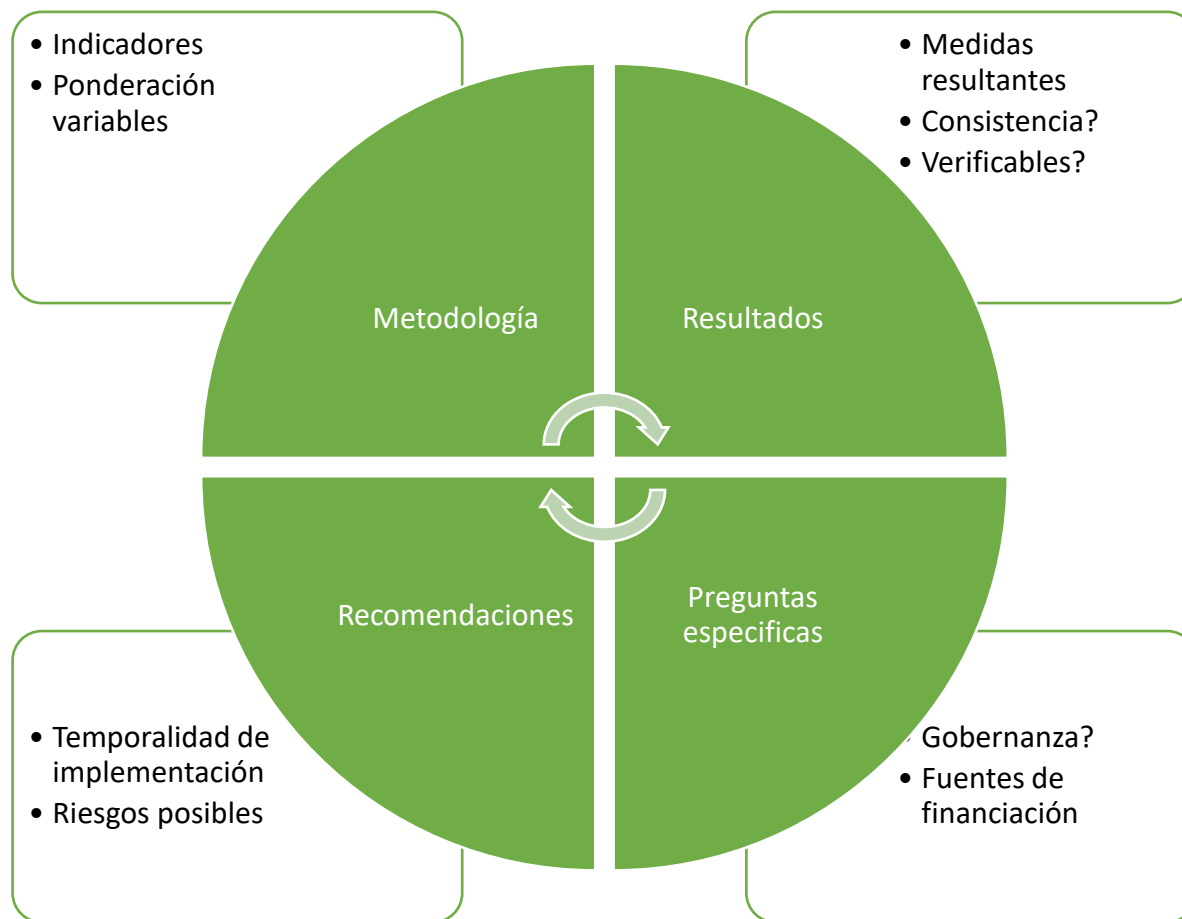 • Indicadores
• Ponderación
variables
• Medidas
resultantes
• Consistencia?
• Verificables?
Metodología
Resultados
Recomendaciones
Preguntas
especificas
• Temporalidad de
implementación
• Riesgos posibles
• Gobernanza?
• Fuentes de
financiación